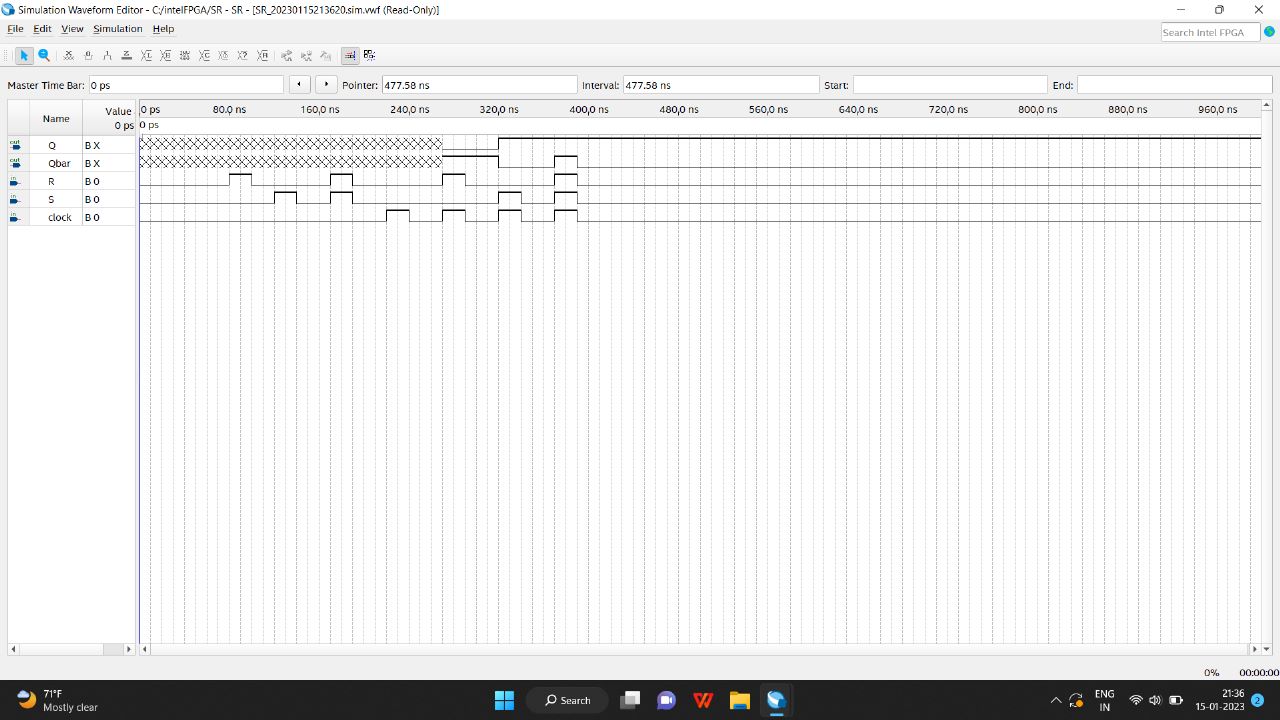 Simulation Waveform Editor - C:/intelFPGA/SR - SR - [SR_20230115213620.sim.vwf (Read-Only)]
File Edit View Simulation Help
Search Intel FPGA
Master Time Bar: 0 ps Pointer: 477.58 ns Interval: 477.58 ns Start: End:
Name Value 0 ps
0 ps 80,0 ns 160,0 ns 240,0 ns 320,0 ns 400,0 ns 480,0 ns 560,0 ns 640,0 ns 720,0 ns 800,0 ns 880,0 ns 960,0 ns
0 ps
out Q B X
out Qbar B X
in R B 0
in S B 0
in clock B 0
0% 00:00:00
71°F
Mostly clear
Search
ENG
IN
21:36
15-01-2023
2